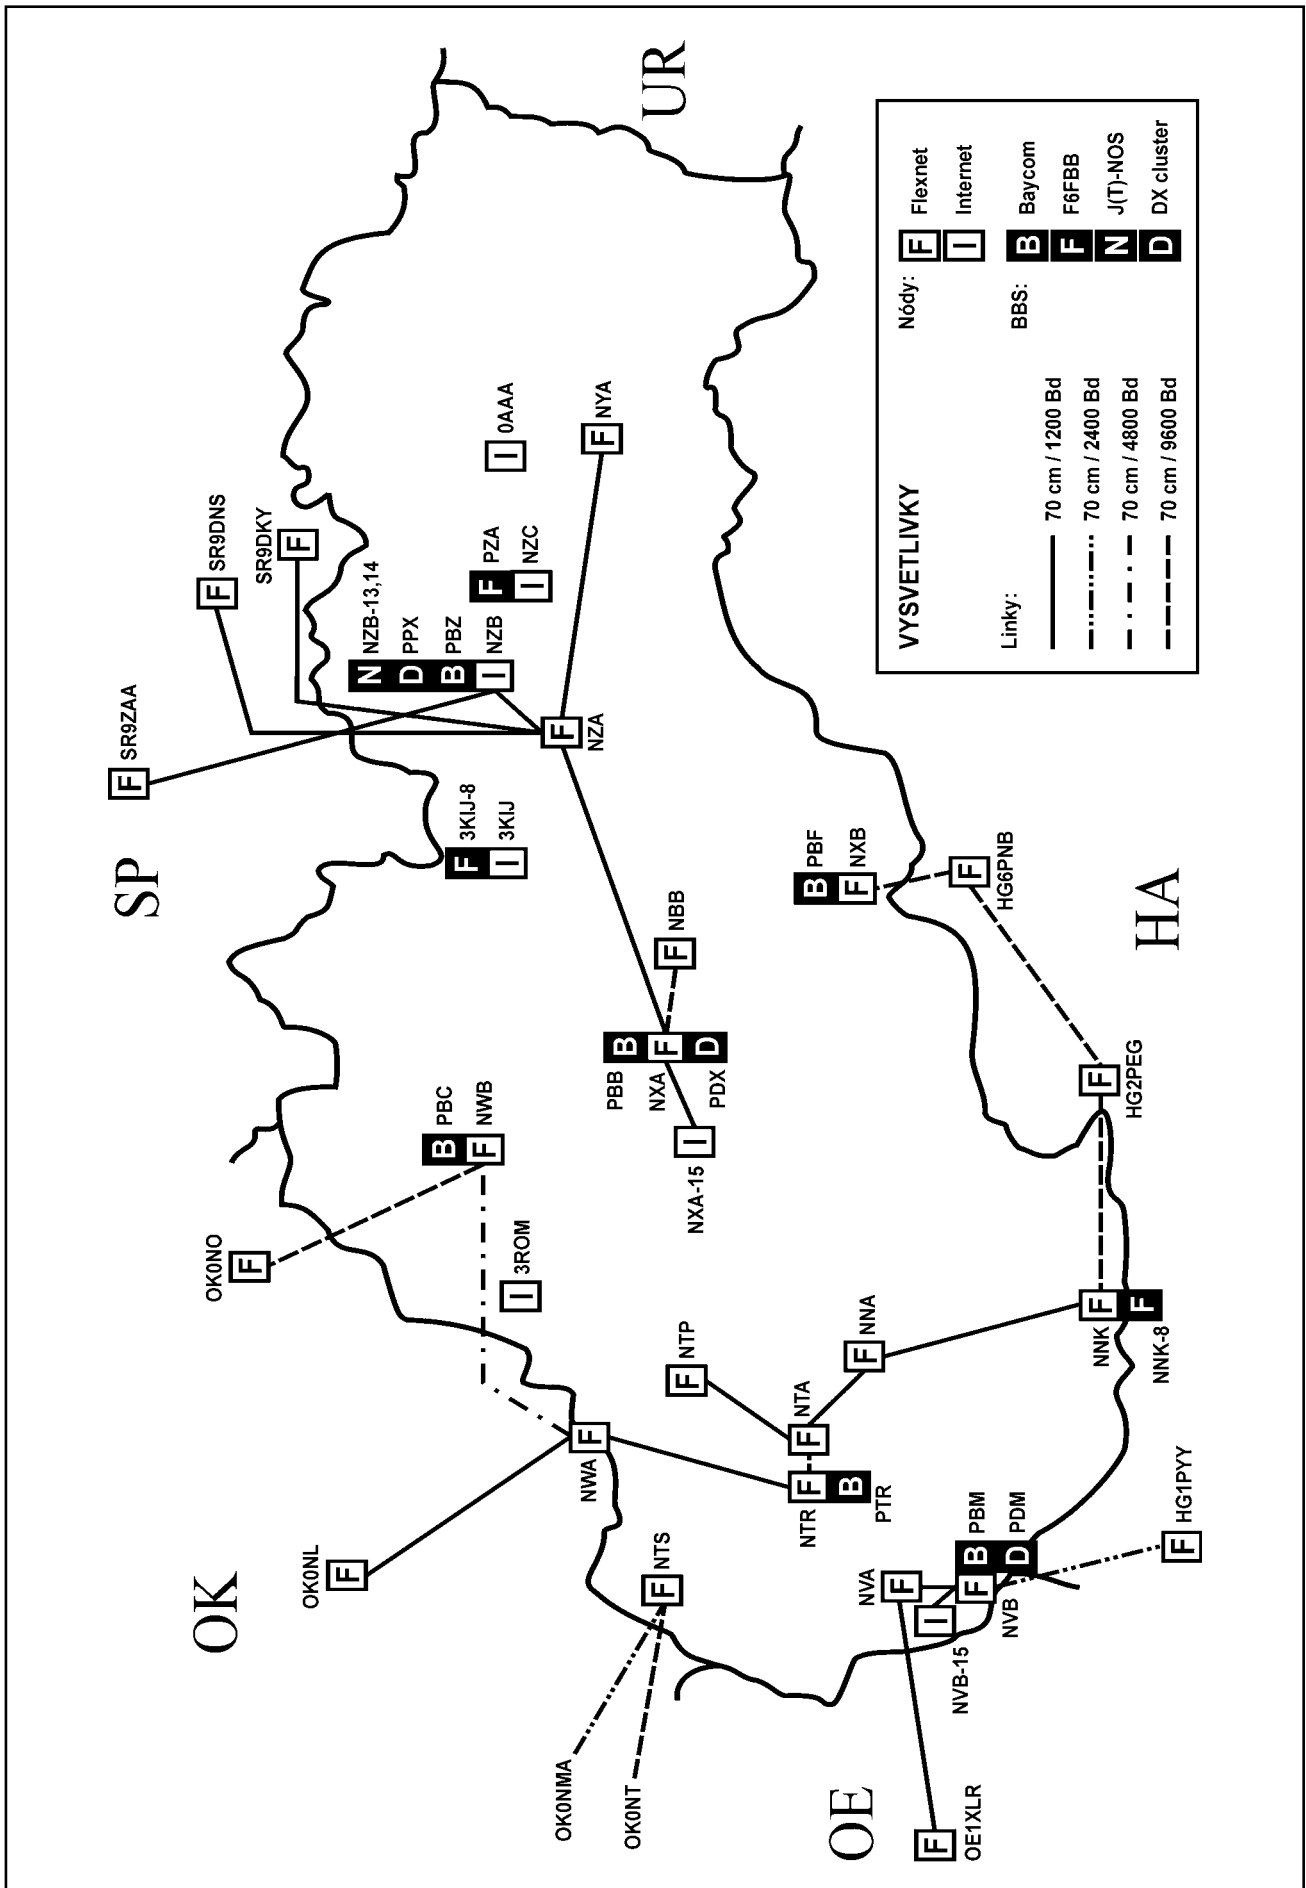 OK
SP
UR
OE
HA
OK0NL
F
OK0NO
F
SR9ZAA
F
SR9DNS
F
SR9DKY
F
OK0NMA
OK0NT
NTS
F
NWA
F
3ROM
I
B PBC
F NWB
F 3KIJ-8
I 3KIJ
N NZB-13,14
D PPX
B PBZ
I NZB
F PZA
I NZC
0AAA
I
NYA
F
F
NZA
PBB B
NXA F
PDX D
NBB
F
NXA-15
I
NTP
F
NTA
F
NTR F
PTR B
NNA
F
B PBF
F NXB
F
HG6PNB
F
HG2PEG
NNK F
NNK-8 F
NVA
F
I
NVB-15
F
NVB
B PBM
D PDM
F
HG1PYY
F
OE1XLR
VYSVETLIVKY
Linky:
70 cm / 1200 Bd
70 cm / 2400 Bd
70 cm / 4800 Bd
70 cm / 9600 Bd
Nódy:
F Flexnet
I Internet
BBS:
B Baycom
F F6FBB
N J(T)-NOS
D DX cluster